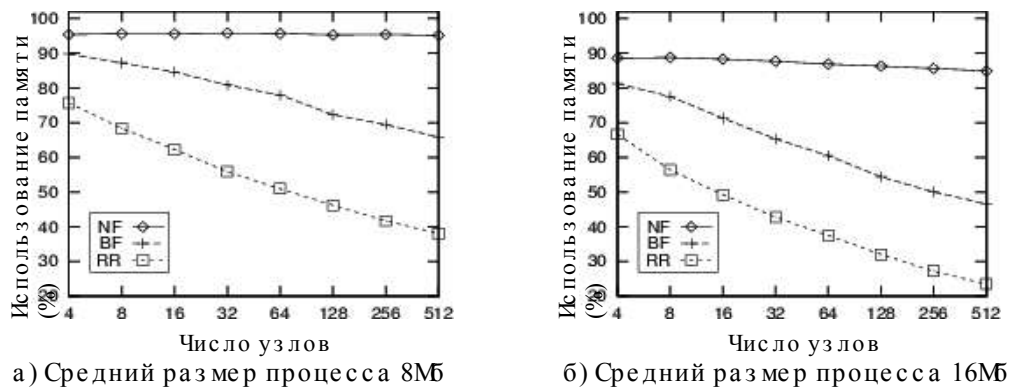 Использование памяти (%)
100
90
80
70
60
50
40
30
20
NF
BF
RR
4 8 16 32 64 128 256 512
Число узлов
а) Средний размер процесса 8Мб
Использование памяти (%)
100
90
80
70
60
50
40
30
20
NF
BF
RR
4 8 16 32 64 128 256 512
Число узлов
б) Средний размер процесса 16Мб